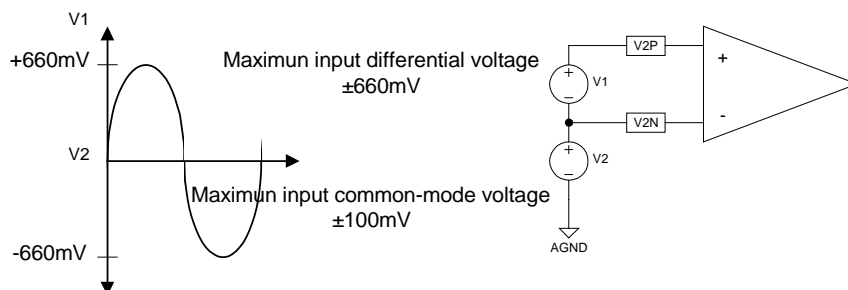 V1
+660mV
V2
-660mV
Maximun input differential voltage
±660mV
Maximun input common-mode voltage
±100mV
V2P
+
+
−
V1
V2N
-
+
−
V2
AGND